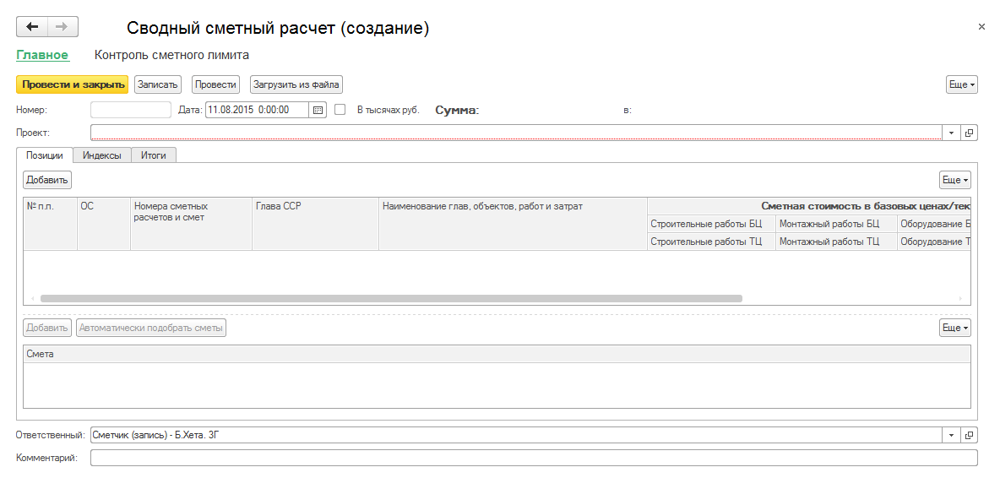 Сводный сметный расчет (создание)
Главное Контроль сметного лимита
Провести и закрыть Записать Провести Загрузить из файла Еще
Номер: Дата: 11.08.2015 0:00:00 В тысячах руб. Сумма: в:
Проект:
Позиции Индексы Итоги
Добавить Еще
№ п.п. ОС Номера сметных расчетов и смет Глава ССР Наименование глав, объектов, работ и затрат Сметная стоимость в базовых ценах/тек
Строительные работы БЦ Монтажный работы БЦ Оборудование Б
Строительные работы ТЦ Монтажный работы ТЦ Оборудование Т
Добавить Автоматически подобрать сметы Еще
Смета
Ответственный: Сметчик (запись) - Б.Хета. ЗГ
Комментарий: